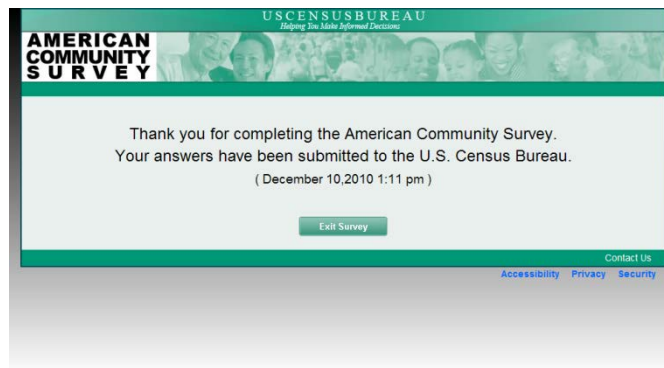 USCENSUSBUREAU
Helping You Make Informed Decisions
AMERICAN
COMMUNITY
SURVEY
Thank you for completing the American Community Survey.
Your answers have been submitted to the U.S. Census Bureau.
( December 10,2010 1:11 pm )
Exit Survey
Contact Us
Accessibility Privacy Security